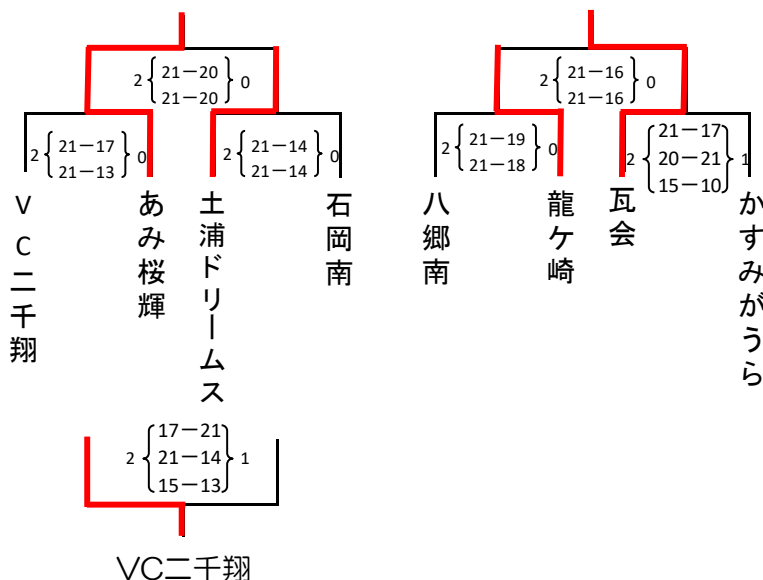 2 21－20 0
21－20
2 21－16 0
21－16
2 21－17 0
21－13
2 21－14 0
21－14
2 21－19 0
21－18
21－17
2 20－21 1
15－10
VC二千翔
あみ桜輝
土浦ドリームス
石岡南
八郷南
龍ケ崎
瓦会
かすみがうら
17－21
2 21－14 1
15－13
VC二千翔